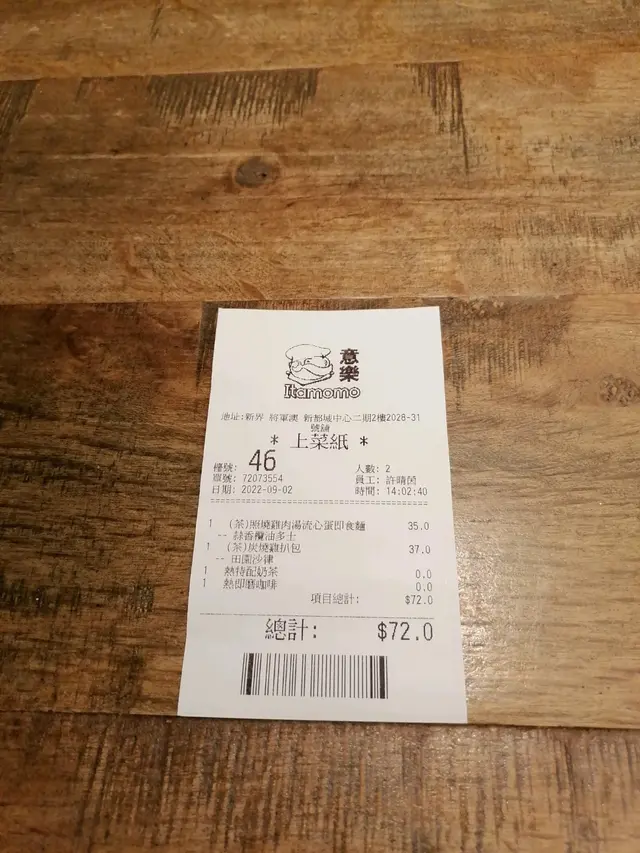 意樂
Itamomo
地址:新界 將軍澳 新都城中心二期2樓2028-31
號舖
* 上菜紙 *
檯號: 46 人數: 2
單號: 72073554 員工: 許晴茵
日期: 2022-09-02 時間: 14:02:40
1 (茶)照燒雞肉湯流心蛋即食麵 35.0
-- 蒜香欖油多士
1 (茶)炭燒雞扒包 37.0
-- 田園沙律
1 熱特配奶茶 0.0
1 熱即磨咖啡 0.0
項目總計: $72.0
總計: $72.0